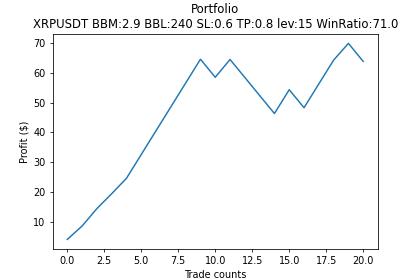 Portfolio
XRPUSDT BBM:2.9 BBL:240 SL:0.6 TP:0.8 lev:15 WinRatio:71.0
70
60
50
40
30
20
10
Profit ($)
0.0 2.5 5.0 7.5 10.0 12.5 15.0 17.5 20.0
Trade counts